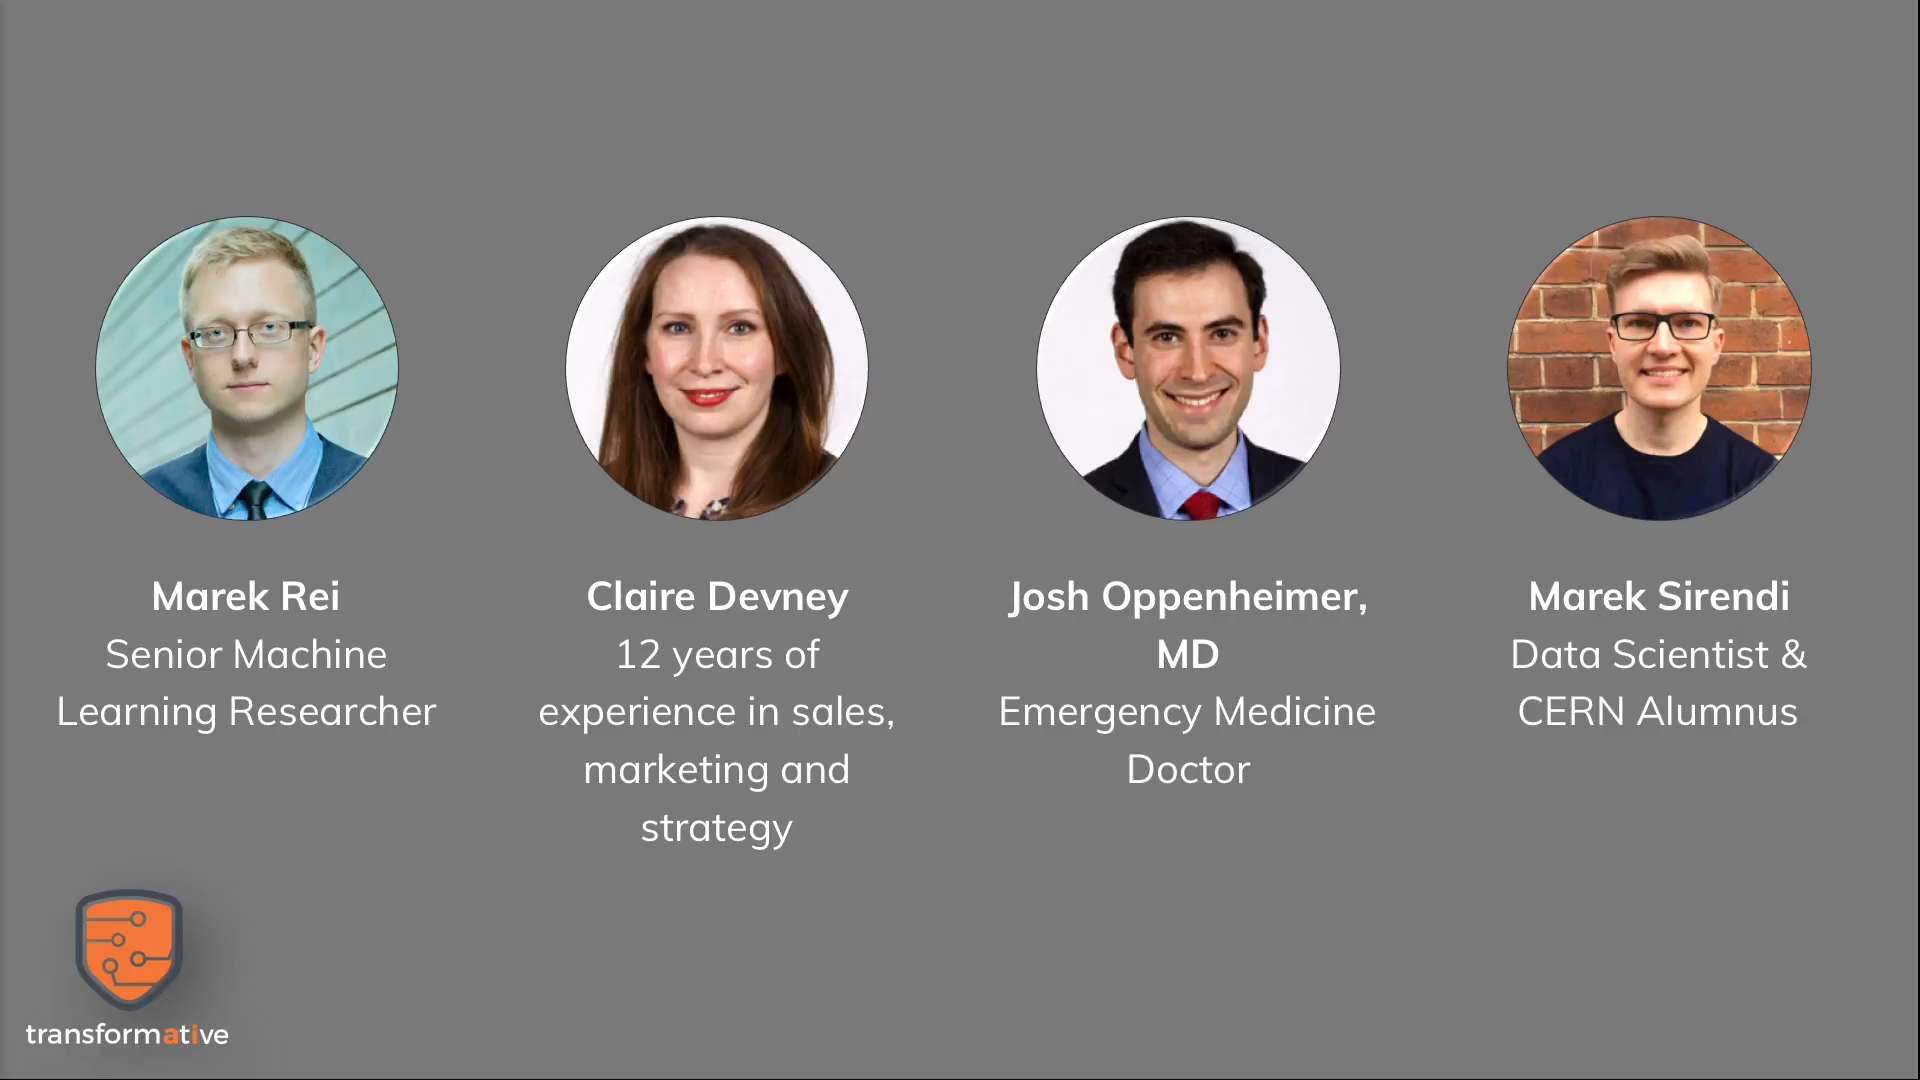 Marek Rei
Senior Machine
Learning Researcher
Claire Devney
12 years of
experience in sales,
marketing and
strategy
Josh Oppenheimer,
MD
Emergency Medicine
Doctor
Marek Sirendi
Data Scientist &
CERN Alumnus
transformative